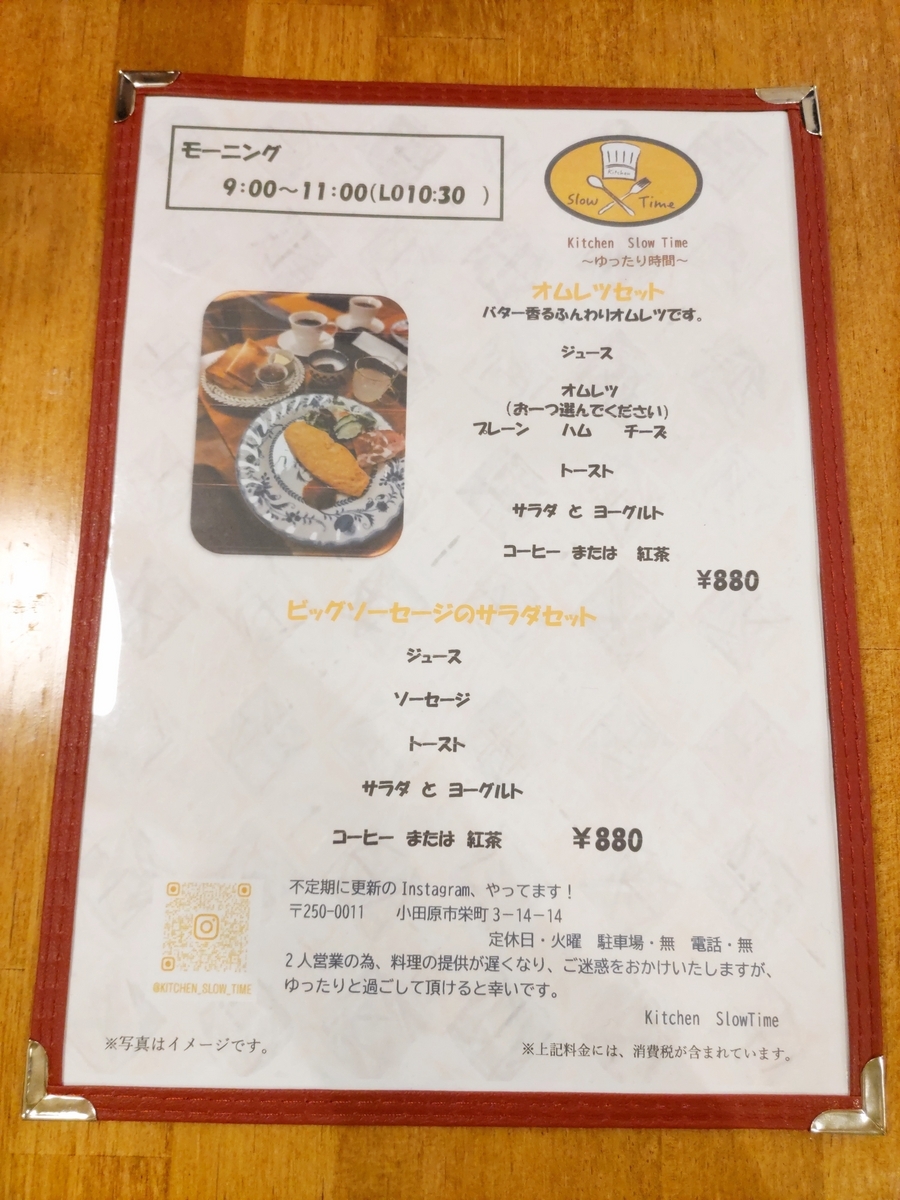 モーニング
9:00～11:00(LO10:30　)
Kitchen
Slow Time
Kitchen Slow Time
～ゆったり時間～
オムレツセット
バター香るふんわりオムレツです。
ジュース
オムレツ
(お一つ選んでください)
プレーン　ハム　チーズ
トースト
サラダ と ヨーグルト
コーヒー または 紅茶
¥880
ビッグソーセージのサラダセット
ジュース
ソーセージ
トースト
サラダ と ヨーグルト
コーヒー または 紅茶　¥880
不定期に更新の Instagram、やってます！
〒250-0011　小田原市栄町3－14－14
定休日・火曜　駐車場・無　電話・無
2人営業の為、料理の提供が遅くなり、ご迷惑をおかけいたしますが、
ゆったりと過ごして頂けると幸いです。
@KITCHEN_SLOW_TIME
Kitchen SlowTime
※写真はイメージです。
※上記料金には、消費税が含まれています。